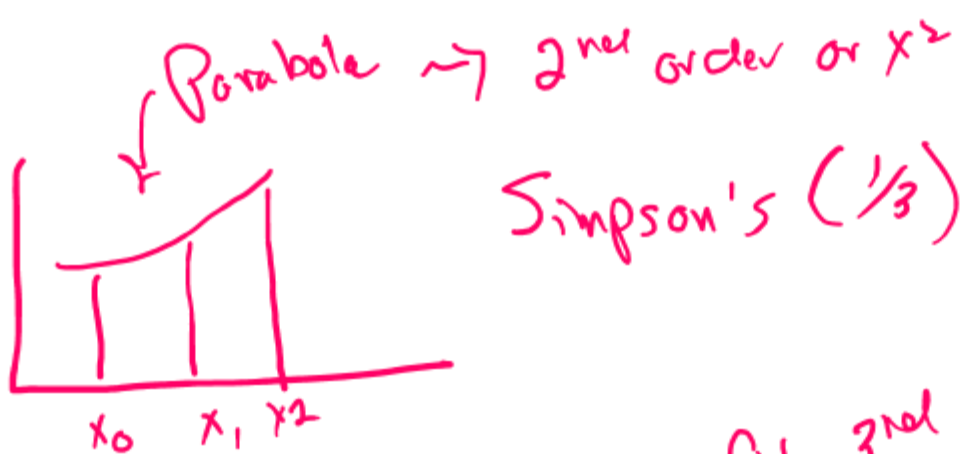 Parabola → 2nd order or x²
Simpson's (1/3)
x₀ x₁ x2